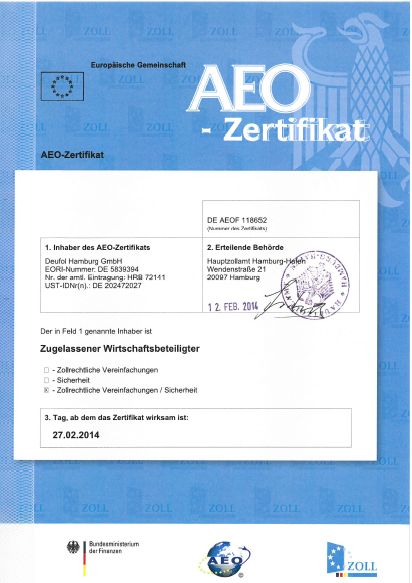 Europäische Gemeinschaft
AEO
- Zertifikat
AEO-Zertifikat
DE AEOF 118652
(Nummer des Zertifikats)
1. Inhaber des AEO-Zertifikats
Deufol Hamburg GmbH
EORI-Nummer: DE 5839394
Nr. der amtl. Eintragung: HRB 72141
UST-IDNr(n).: DE 202472027
2. Erteilende Behörde
Hauptzollamt Hamburg-Hafen
Wendenstraße 21
20097 Hamburg
12. FEB. 2014
Der in Feld 1 genannte Inhaber ist
Zugelassener Wirtschaftsbeteiligter
- Zollrechtliche Vereinfachungen
- Sicherheit
- Zollrechtliche Vereinfachungen / Sicherheit
3. Tag, ab dem das Zertifikat wirksam ist:
27.02.2014
Bundesministerium
der Finanzen
AEO
ZOLL